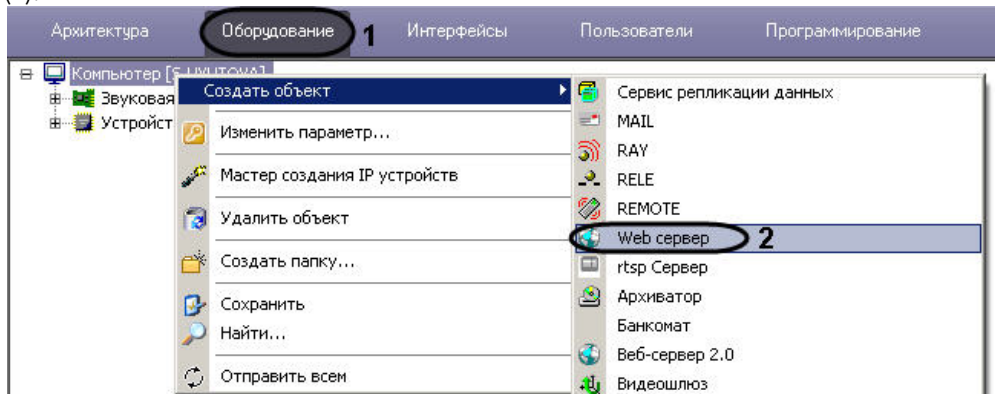 Архитектура Оборудование 1 Интерфейсы Пользователи Программирование
Компьютер [S
Звуковая
Устройст
Создать объект
Изменить параметр...
Мастер создания IP устройств
Удалить объект
Создать папку...
Сохранить
Найти...
Отправить всем
Сервис репликации данных
MAIL
RAY
RELE
REMOTE
Web сервер 2
rtsp Сервер
Архиватор
Банкомат
Веб-сервер 2.0
Видеошлюз